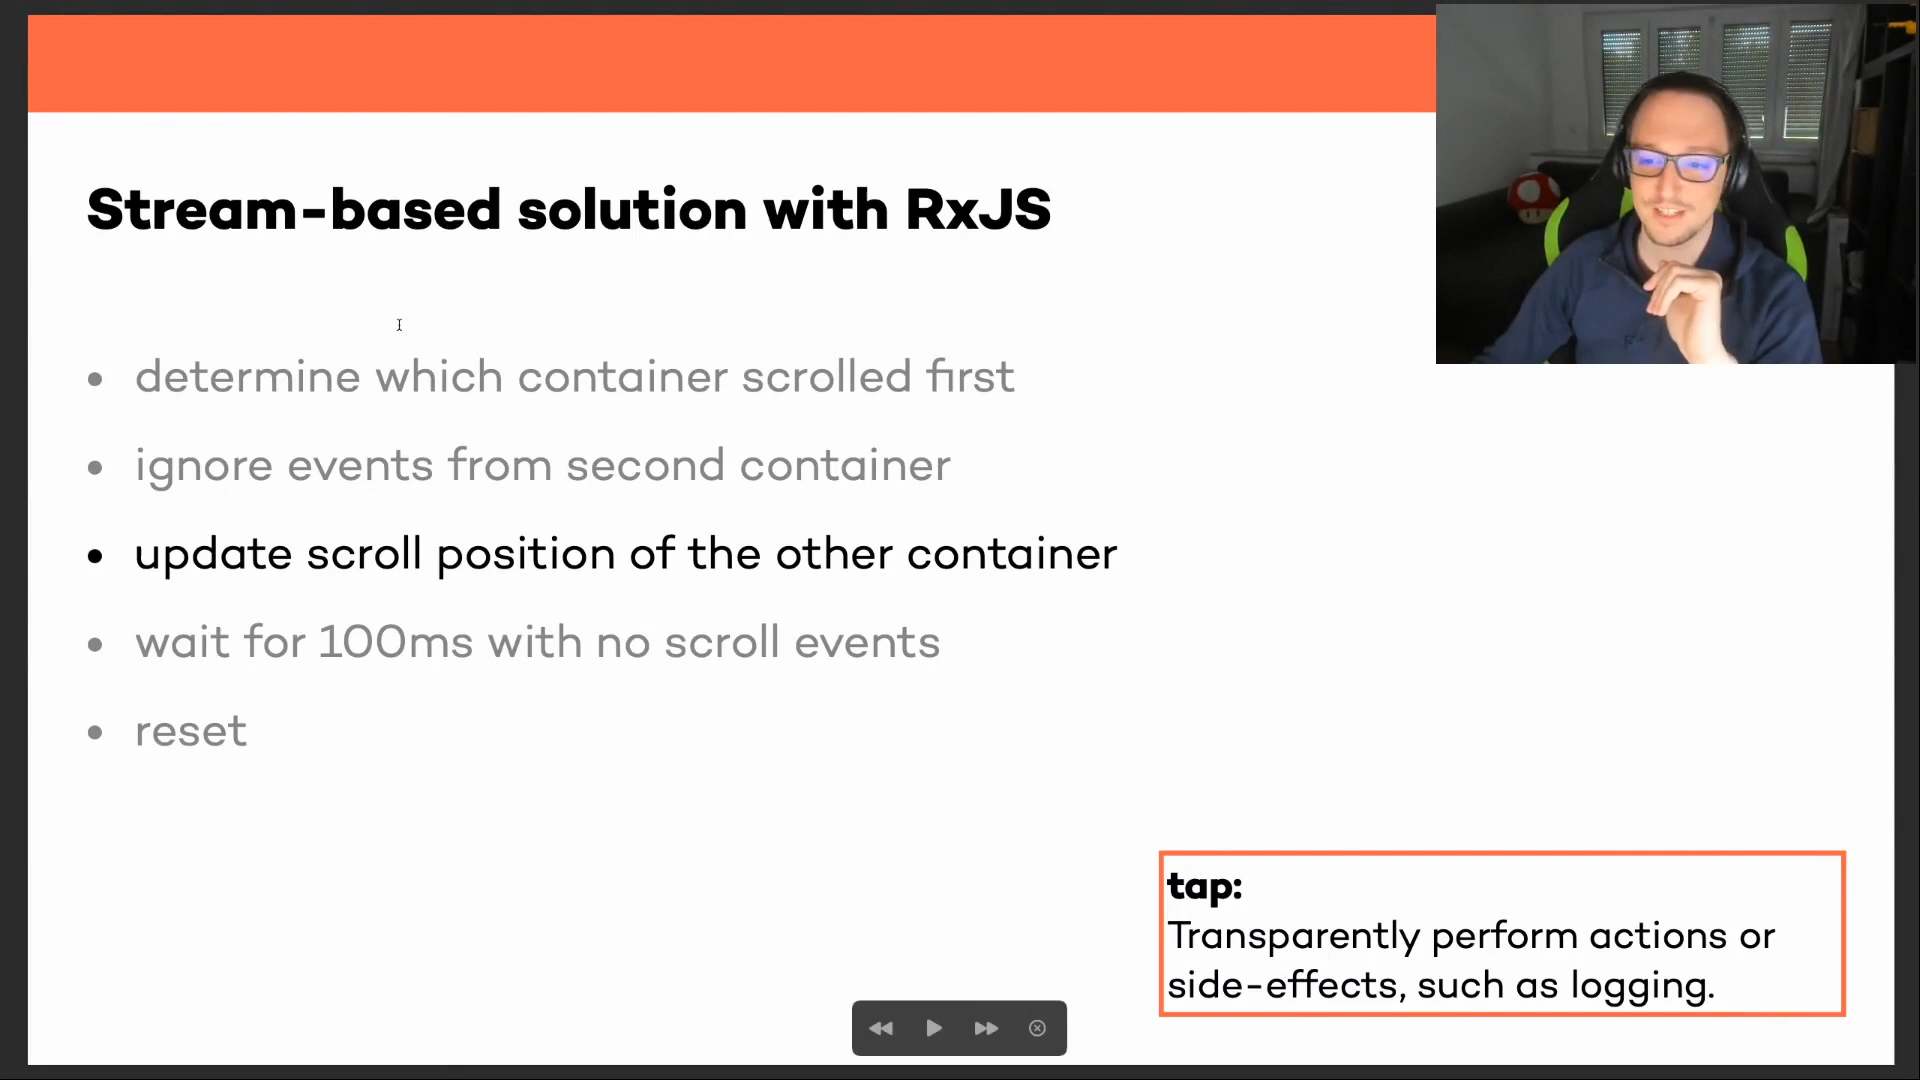 Stream-based solution with RxJS
• determine which container scrolled first
• ignore events from second container
• update scroll position of the other container
• wait for 100ms with no scroll events
• reset
tap:
Transparently perform actions or
side-effects, such as logging.